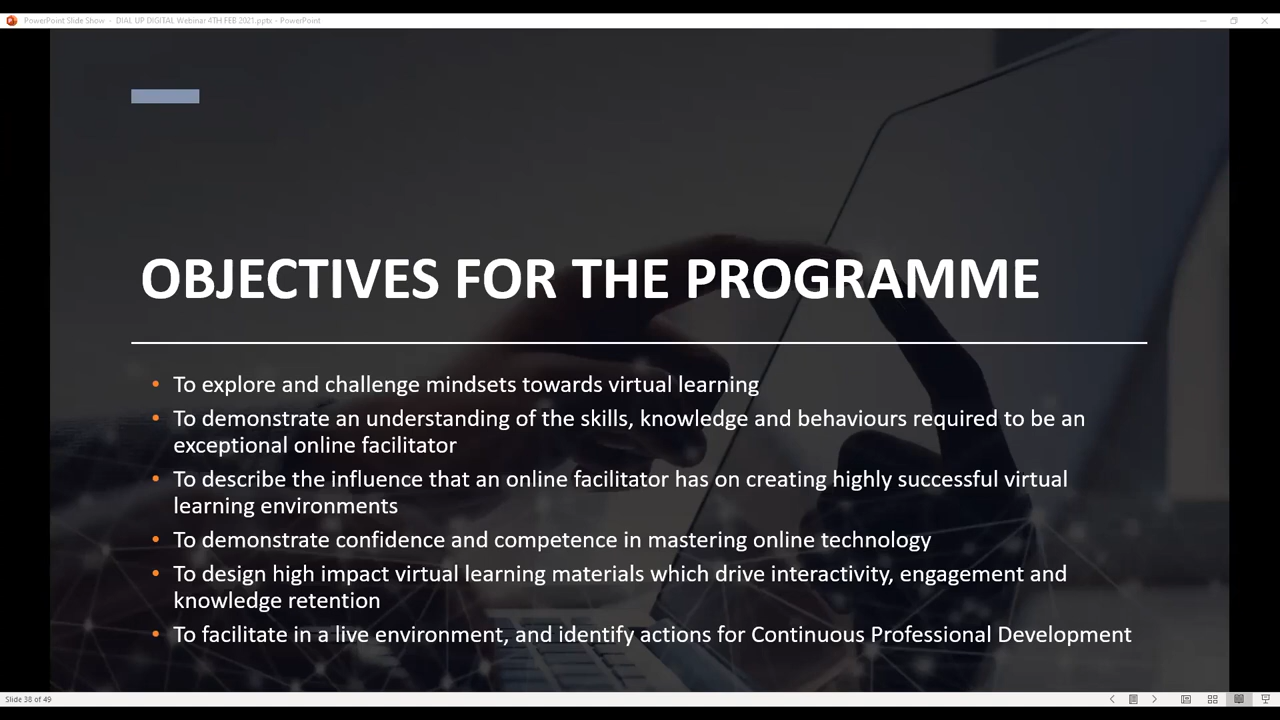 PowerPoint Slide Show - DIAL UP DIGITAL Webinar 4TH FEB 2021.pptx - PowerPoint
OBJECTIVES FOR THE PROGRAMME
• To explore and challenge mindsets towards virtual learning
• To demonstrate an understanding of the skills, knowledge and behaviours required to be an
exceptional online facilitator
• To describe the influence that an online facilitator has on creating highly successful virtual
learning environments
• To demonstrate confidence and competence in mastering online technology
• To design high impact virtual learning materials which drive interactivity, engagement and
knowledge retention
• To facilitate in a live environment, and identify actions for Continuous Professional Development
Slide 38 of 49